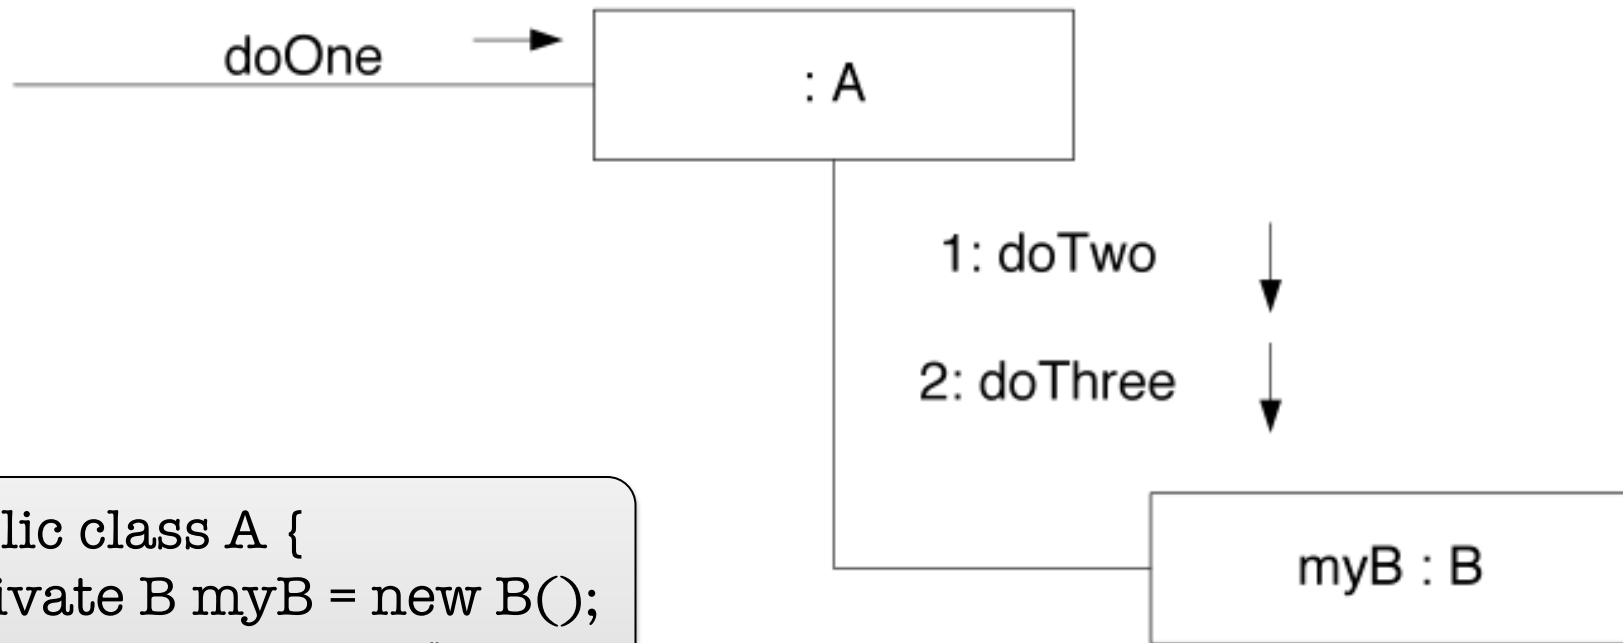 doOne
: A
1: doTwo
2: doThree
lic class A {
ivate B myB = new B();
myB : B